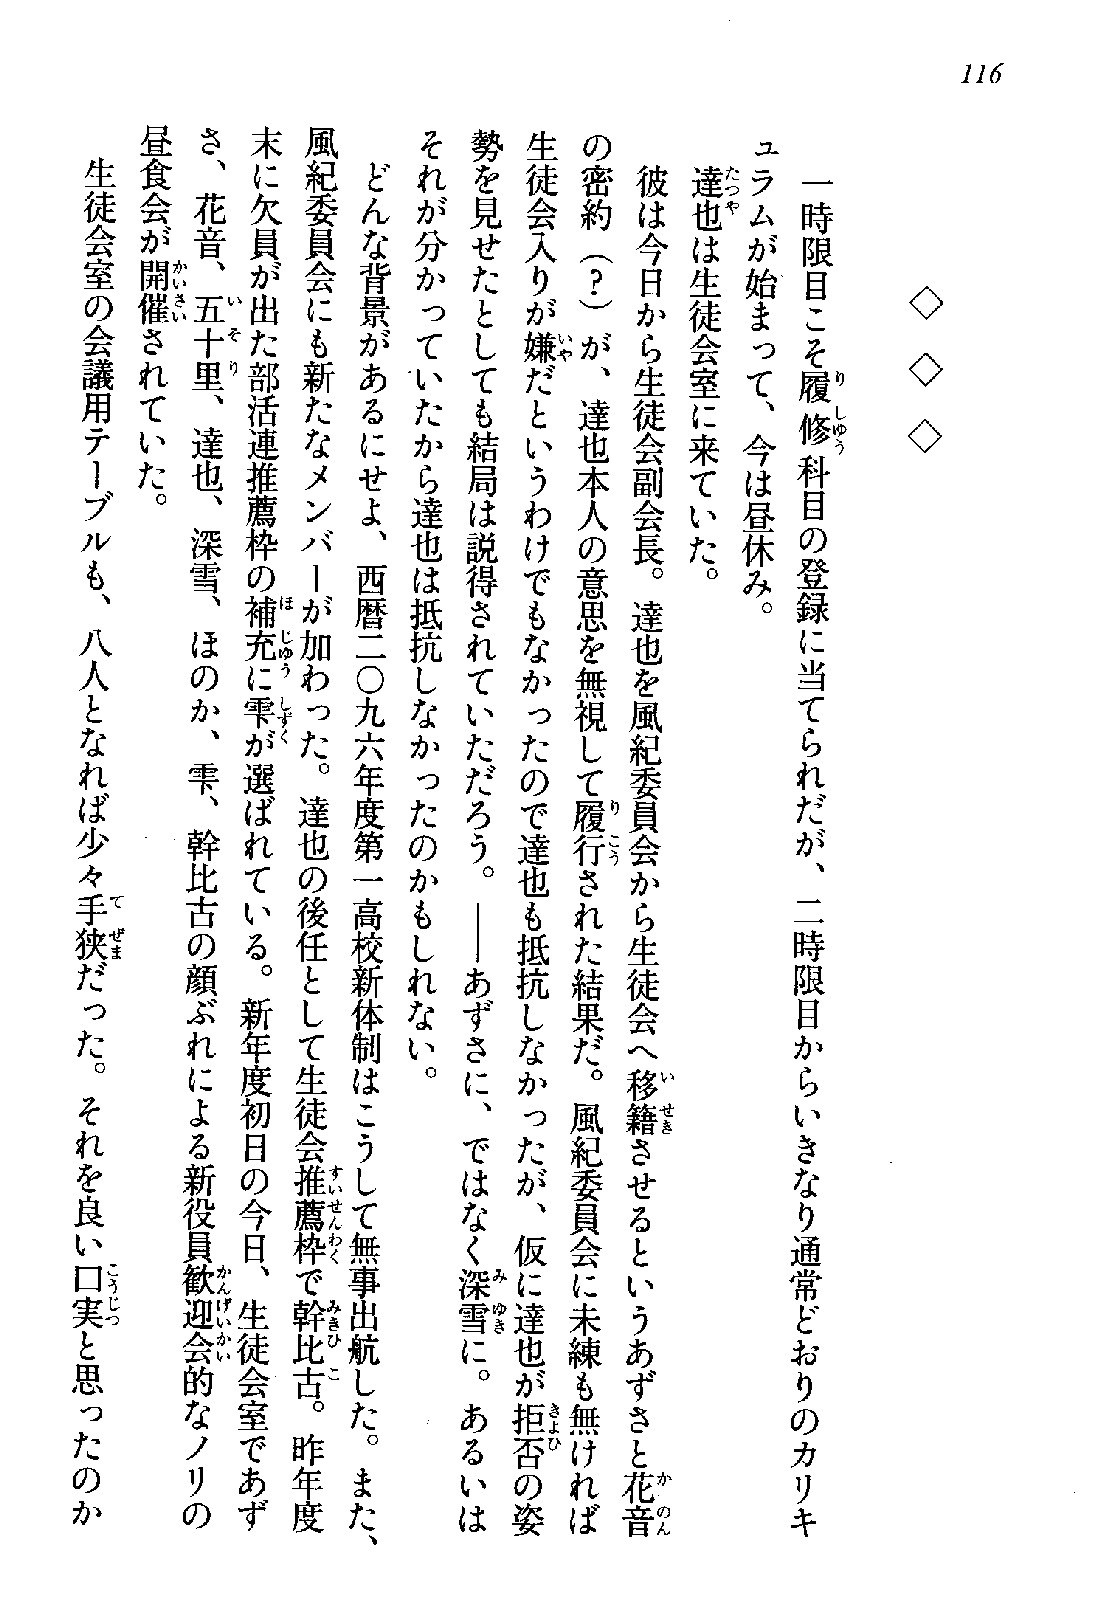 116
◇ ◇ ◇
一時限目こそ履修科目の登録に当てられだが、二時限目からいきなり通常どおりのカリキ
ュラムが始まって、今は昼休み。
達也は生徒会室に来ていた。
彼は今日から生徒会副会長。達也を風紀委員会から生徒会へ移籍させるというあずさと花音
の密約（？）が、達也本人の意思を無視して履行された結果だ。風紀委員会に未練も無ければ
生徒会入りが嫌だというわけでもなかったので達也も抵抗しなかったが、仮に達也が拒否の姿
勢を見せたとしても結局は説得されていただろう。――あずさに、ではなく深雪に。あるいは
それが分かっていたから達也は抵抗しなかったのかもしれない。
どんな背景があるにせよ、西暦二〇九六年度第一高校新体制はこうして無事出航した。また、
風紀委員会にも新たなメンバーが加わった。達也の後任として生徒会推薦枠で幹比古。昨年度
末に欠員が出た部活連推薦枠の補充に雫が選ばれている。新年度初日の今日、生徒会室であず
さ、花音、五十里、達也、深雪、ほのか、雫、幹比古の顔ぶれによる新役員歓迎会的なノリの
昼食会が開催されていた。
生徒会室の会議用テーブルも、八人となれば少々手狭だった。それを良い口実と思ったのか